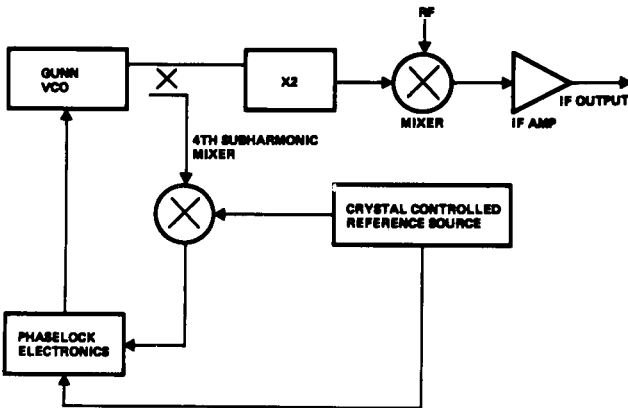 RF
GUNN
VCO
X2
MIXER
IF AMP
IF OUTPUT
4TH SUBHARMONIC
MIXER
CRYSTAL CONTROLLED
REFERENCE SOURCE
PHASELOCK
ELECTRONICS